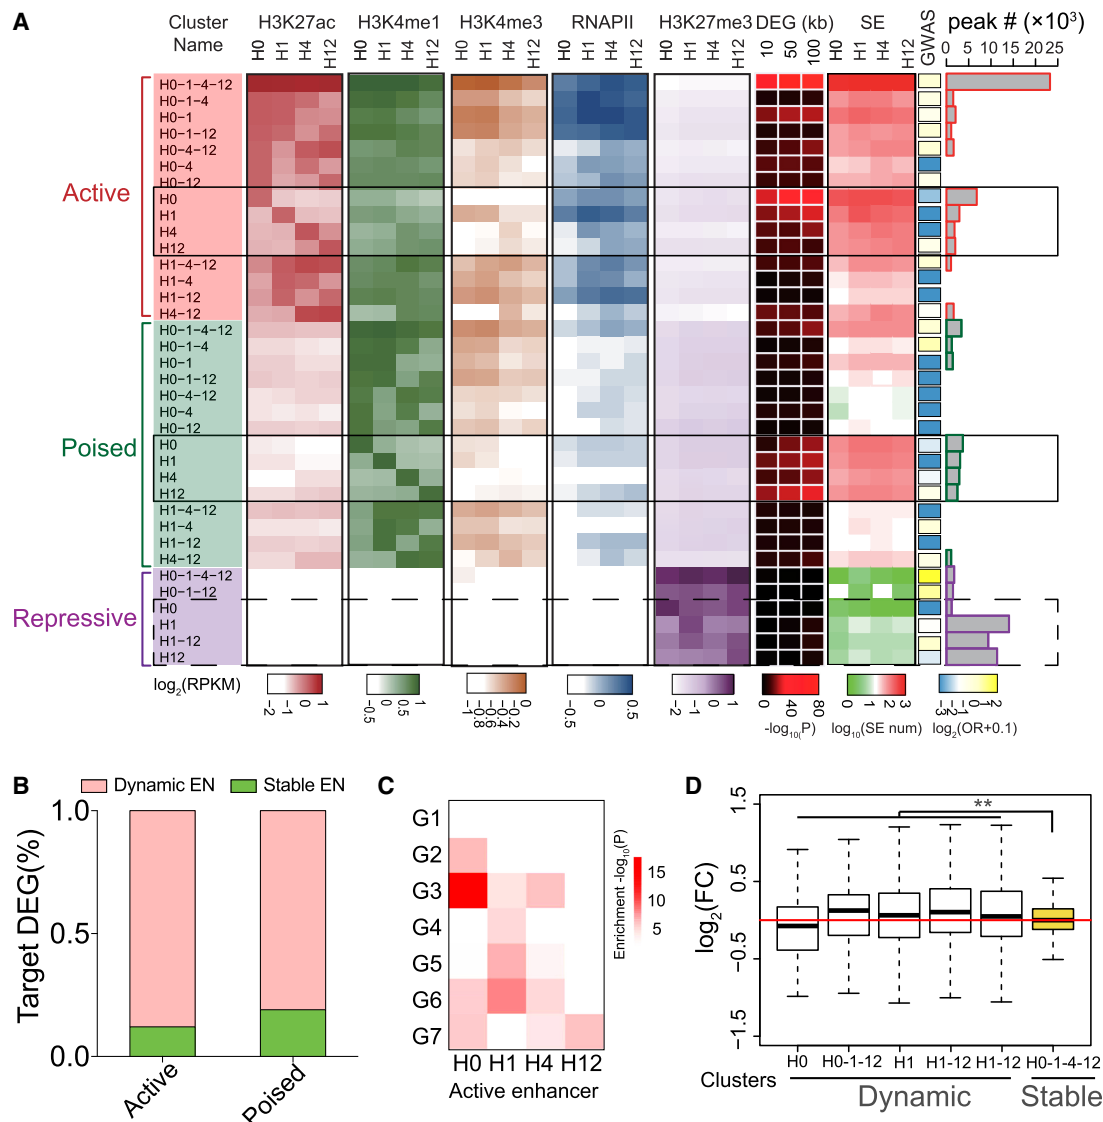 A
Cluster Name
H3K27ac H3K4me1 H3K4me3 RNAPII H3K27me3 DEG (kb) SE GWAS peak # (×10³)
H0 H1 H4 H12 H0 H1 H4 H12 H0 H1 H4 H12 H0 H1 H4 H12 H0 H1 H4 H12 10 50 100 H0 H1 H4 H12 0 5 10 15 20 25
Active
H0-1-4-12
H0-1-4
H0-1
H0-1-12
H0-4-12
H0-4
H0-12
H0
H1
H4
H12
H1-4-12
H1-4
H1-12
H4-12
Poised
H0-1-4-12
H0-1-4
H0-1
H0-1-12
H0-4-12
H0-4
H0-12
H0
H1
H4
H12
H1-4-12
H1-4
H1-12
H4-12
Repressive
H0-1-4-12
H0-1-12
H0
H1
H1-12
H12
log₂(RPKM)
−2 −1 0 1
−0.5 0 0.5 1
−1 −0.8 −0.6 −0.4 −0.2 0
−0.5 0 0.5
−2 −1 0 1
0 40 80
-log₁₀(P)
0 1 2 3
log₁₀(SE num)
−3 −2 −1 0 1 2
log₂(OR+0.1)
B
Dynamic EN Stable EN
Target DEG(%)
1.0
0.5
0.0
Active Poised
C
G1
G2
G3
G4
G5
G6
G7
H0 H1 H4 H12
Active enhancer
Enrichment -log₁₀(P)
15
10
5
D
**
log₂(FC)
1.5
0.5
−0.5
−1.5
H0 H0-1-12 H1 H1-12 H1-12 H0-1-4-12
Clusters
Dynamic Stable